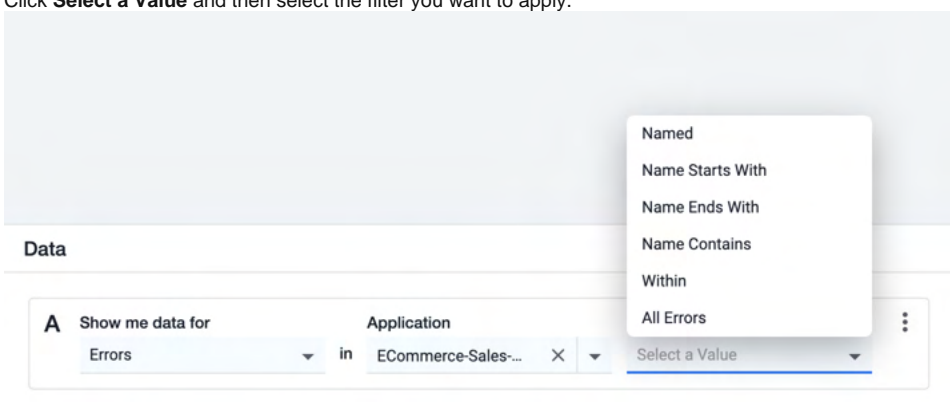 Click Select a Value and then select the filter you want to apply.
Named
Name Starts With
Name Ends With
Name Contains
Within
All Errors
Data
A Show me data for Application
Errors in ECommerce-Sales-... Select a Value